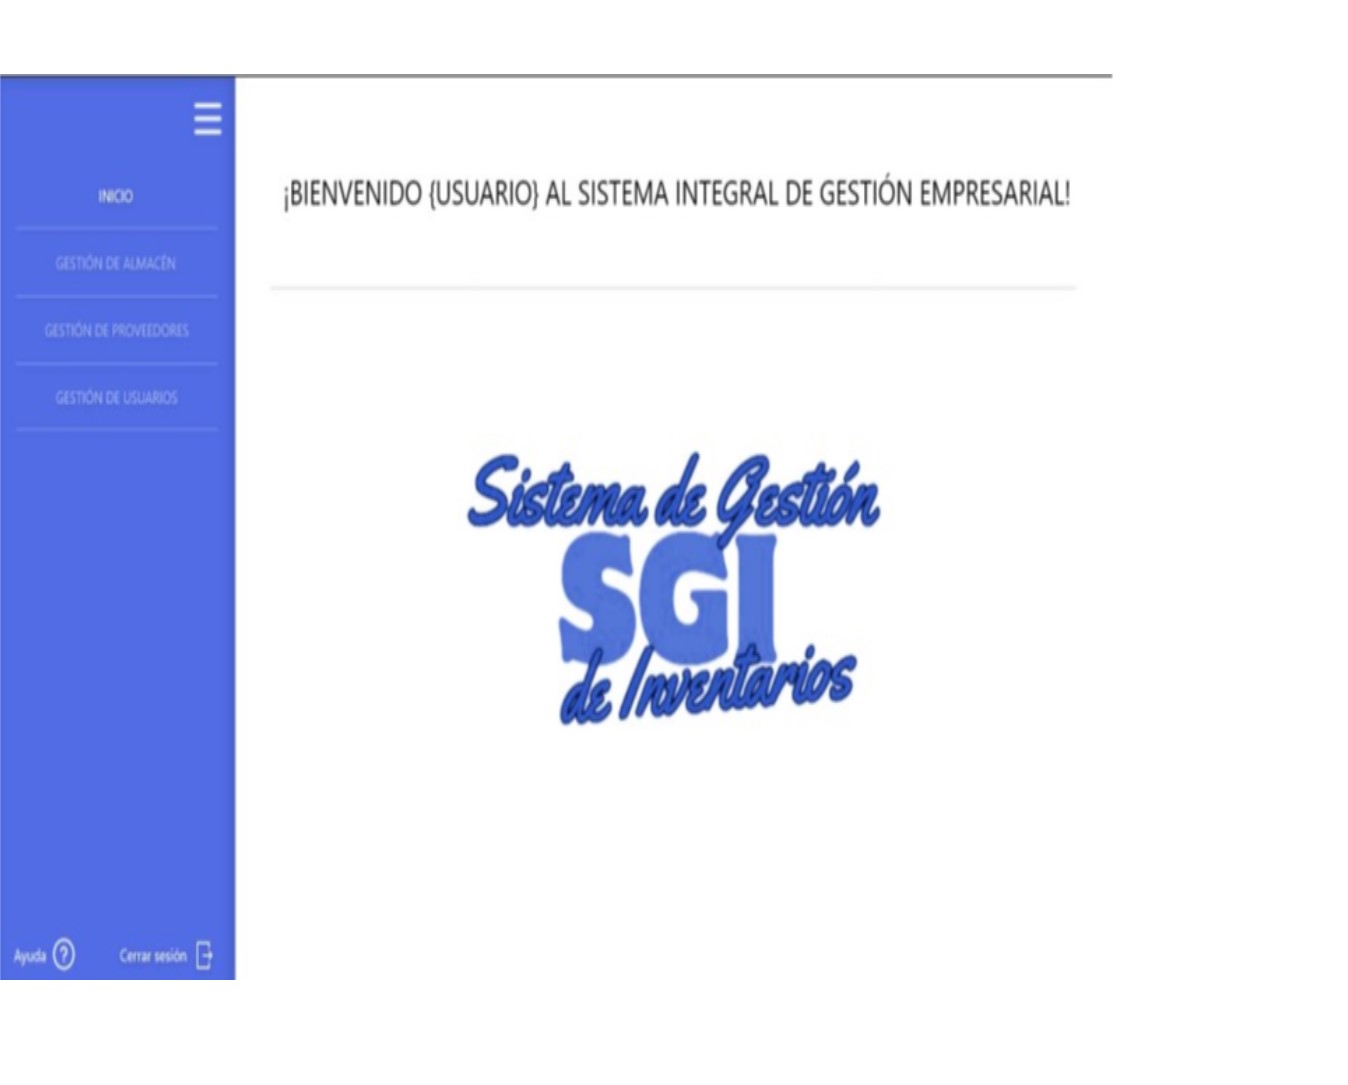 INICIO
GESTIÓN DE ALMACÉN
GESTIÓN DE PROVEEDORES
GESTIÓN DE USUARIOS
Ayuda ?
Cerrar sesión
¡BIENVENIDO {USUARIO} AL SISTEMA INTEGRAL DE GESTIÓN EMPRESARIAL!
Sistema de Gestión
SGI
de Inventarios